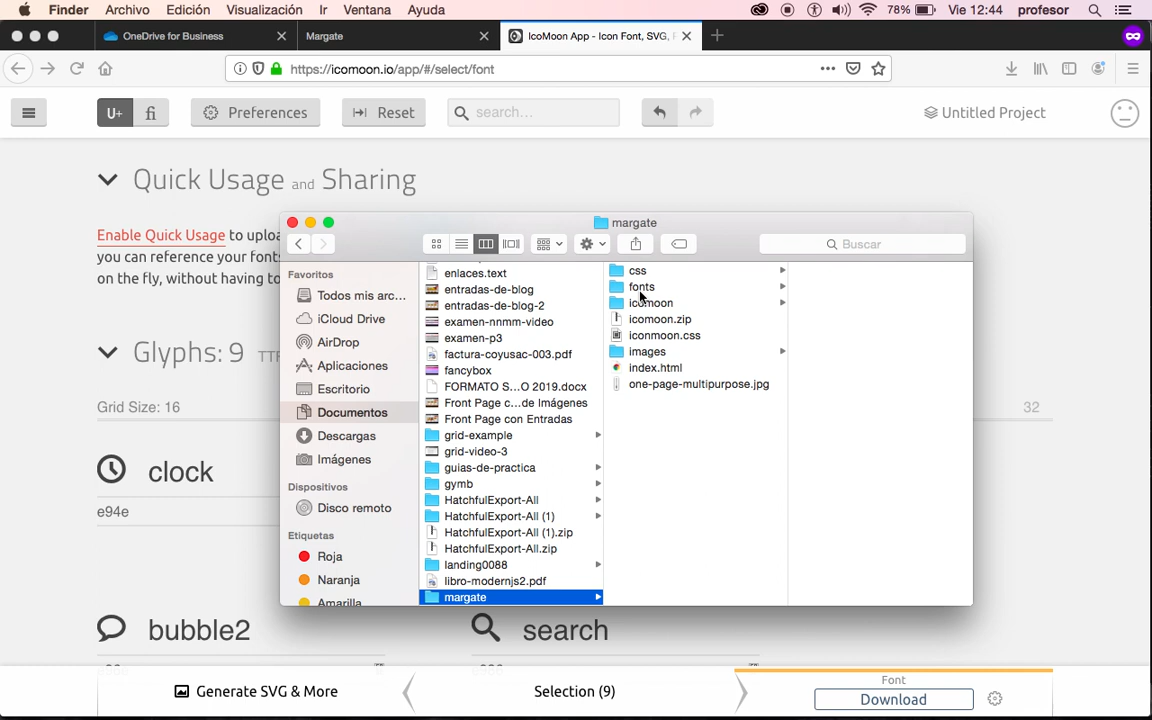 Finder Archivo Edición Visualización Ir Ventana Ayuda 78% Vie 12:44 profesor
OneDrive for Business Margate IcoMoon App - Icon Font, SVG,
https://icomoon.io/app/#/select/font
U+ fi Preferences Reset search... Untitled Project
Quick Usage and Sharing
Enable Quick Usage to uploa
you can reference your fonts
on the fly, without having to
Glyphs: 9
Grid Size: 16 32
clock
e94e
bubble2
search
margate
Buscar
Favoritos
Todos mis arc...
iCloud Drive
AirDrop
Aplicaciones
Escritorio
Documentos
Descargas
Imágenes
Dispositivos
Disco remoto
Etiquetas
Roja
Naranja
Amarilla
enlaces.text
entradas-de-blog
entradas-de-blog-2
examen-nnmm-video
examen-p3
factura-coyusac-003.pdf
fancybox
FORMATO S...O 2019.docx
Front Page c...de Imágenes
Front Page con Entradas
grid-example
grid-video-3
guias-de-practica
gymb
HatchfulExport-All
HatchfulExport-All (1)
HatchfulExport-All (1).zip
HatchfulExport-All.zip
landing0088
libro-modernjs2.pdf
margate
css
fonts
icomoon
icomoon.zip
iconmoon.css
images
index.html
one-page-multipurpose.jpg
Generate SVG & More
Selection (9)
Font
Download